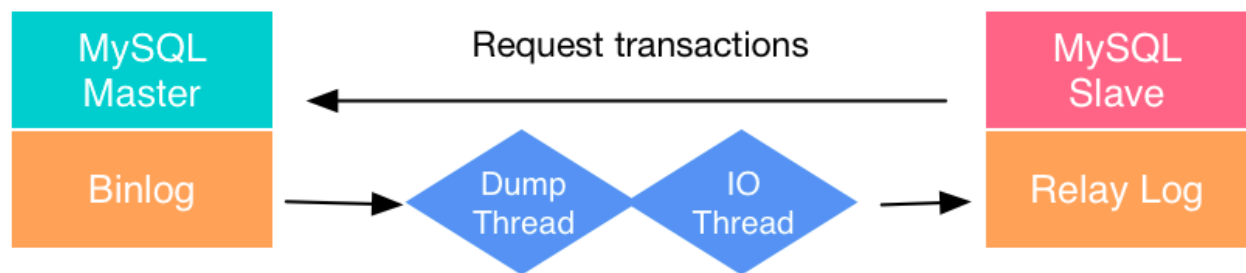 MySQL
Master
Request transactions
MySQL
Slave
Binlog
Dump
Thread
IO
Thread
Relay Log